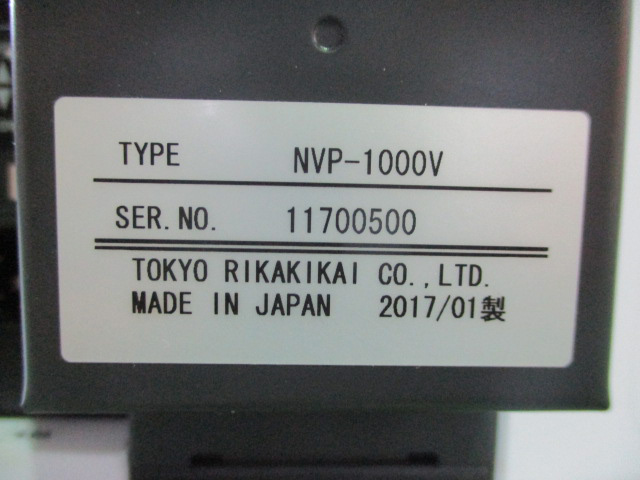 TYPE NVP-1000V
SER.NO. 11700500
TOKYO RIKAKIKAI CO.,LTD.
MADE IN JAPAN 2017/01製